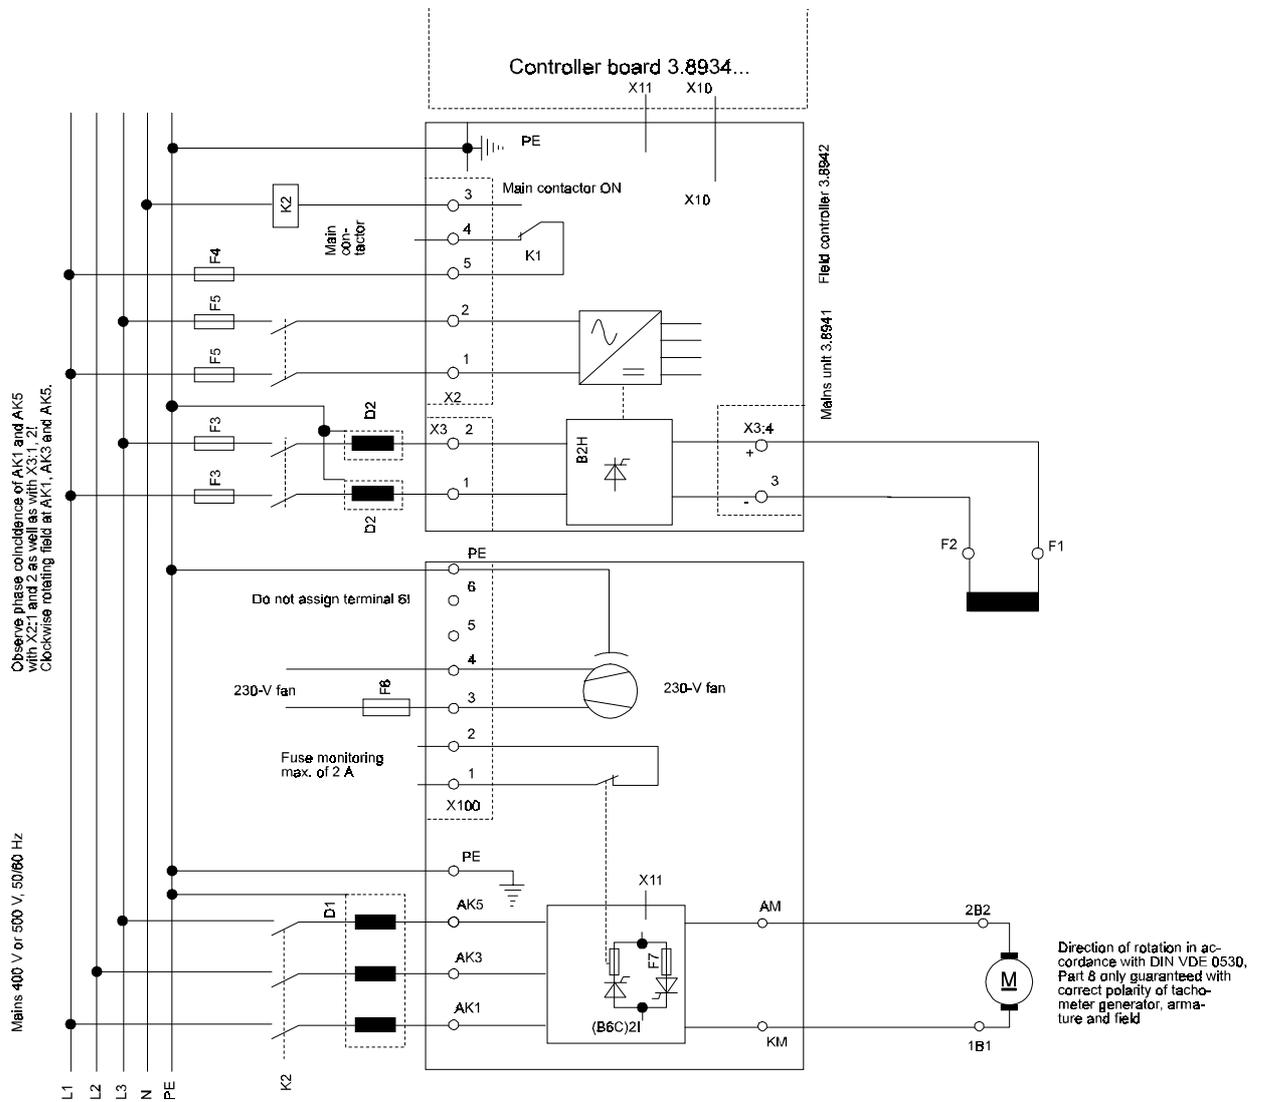 Controller board 3.8934...
X11
X10
PE
Field controller 3.8942
Main contactor ON
3
X10
K2
Main
con-
tactor
4
K1
F4
5
F5
2
Mains unit 3.8941
F5
1
X2
D2
F3
X3
2
B2H
X3:4
+
F3
1
3
-
D2
F2
F1
Observe phase coincidence of AK1 and AK5
with X2:1 and 2 as well as with X3:1, 2!
Clockwise rotating field at AK1, AK3 and AK5.
PE
Do not assign terminal 6!
6
5
4
230-V fan
F6
3
230-V fan
2
Fuse monitoring
max. of 2 A
1
X100
Mains 400 V or 500 V, 50/60 Hz
PE
X11
D1
AK5
AM
2B2
AK3
F7
M
Direction of rotation in ac-
cordance with DIN VDE 0530,
Part 8 only guaranteed with
correct polarity of tacho-
meter generator, arma-
ture and field
AK1
(B6C)2I
KM
1B1
K2
L1
L2
L3
N
PE